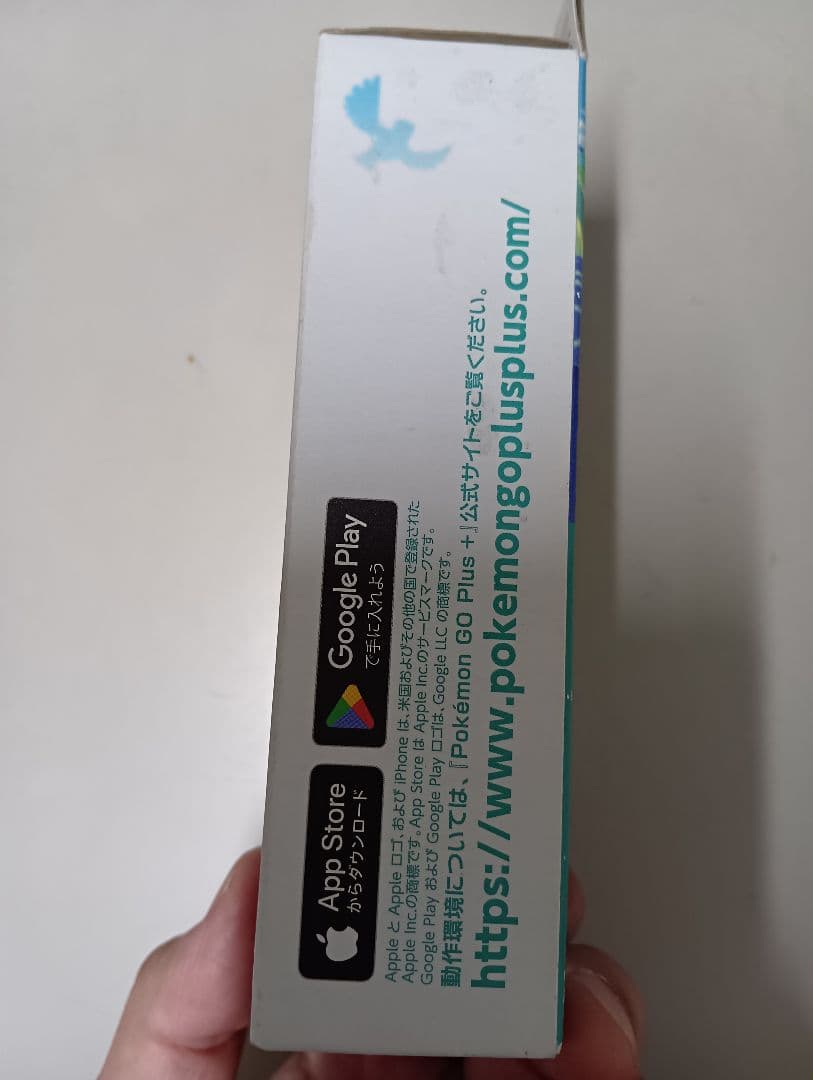 App Store
からダウンロード
Google Play
で手に入れよう
Apple と Apple ロゴ、および iPhone は、米国およびその他の国で登録された
Apple Inc.の商標です。App Store は Apple Inc.のサービスマークです。
Google Play および Google Play ロゴは、Google LLC の商標です。
動作環境については、『Pokémon GO Plus +』公式サイトをご覧ください。
https://www.pokemongoplusplus.com/